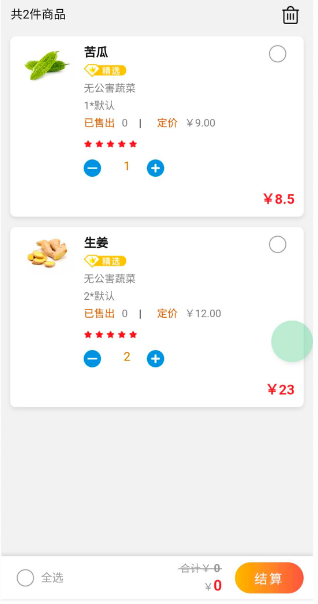 共2件商品
苦瓜
精选
无公害蔬菜
1*默认
已售出 0 | 定价 ￥9.00
1
￥8.5
生姜
精选
无公害蔬菜
2*默认
已售出 0 | 定价 ￥12.00
2
￥23
全选
合计￥0
￥0
结算